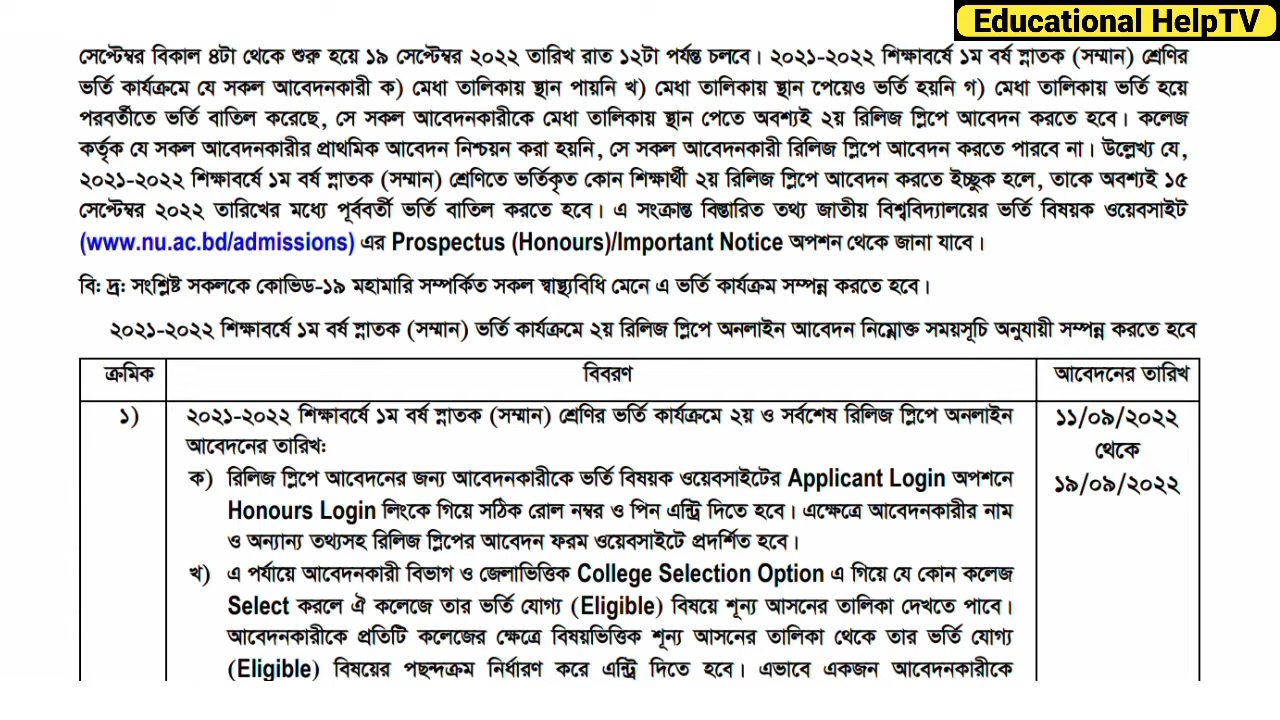 Educational HelpTV
সেপ্টেম্বর বিকাল ৪টা থেকে শুরু হয়ে ১৯ সেপ্টেম্বর ২০২২ তারিখ রাত ১২টা পর্যন্ত চলবে। ২০২১-২০২২ শিক্ষাবর্ষে ১ম বর্ষ স্নাতক (সম্মান) শ্রেণির
ভর্তি কার্যক্রমে যে সকল আবেদনকারী ক) মেধা তালিকায় স্থান পায়নি খ) মেধা তালিকায় স্থান পেয়েও ভর্তি হয়নি গ) মেধা তালিকায় ভর্তি হয়ে
পরবর্তীতে ভর্তি বাতিল করেছে, সে সকল আবেদনকারীকে মেধা তালিকায় স্থান পেতে অবশ্যই ২য় রিলিজ স্লিপে আবেদন করতে হবে। কলেজ
কর্তৃক যে সকল আবেদনকারীর প্রাথমিক আবেদন নিশ্চয়ন করা হয়নি, সে সকল আবেদনকারী রিলিজ স্লিপে আবেদন করতে পারবে না। উল্লেখ্য যে,
২০২১-২০২২ শিক্ষাবর্ষে ১ম বর্ষ স্নাতক (সম্মান) শ্রেণিতে ভর্তিকৃত কোন শিক্ষার্থী ২য় রিলিজ স্লিপে আবেদন করতে ইচ্ছুক হলে, তাকে অবশ্যই ১৫
সেপ্টেম্বর ২০২২ তারিখের মধ্যে পূর্ববর্তী ভর্তি বাতিল করতে হবে। এ সংক্রান্ত বিস্তারিত তথ্য জাতীয় বিশ্ববিদ্যালয়ের ভর্তি বিষয়ক ওয়েবসাইট
(www.nu.ac.bd/admissions) এর Prospectus (Honours)/Important Notice অপশন থেকে জানা যাবে।
বি: দ্র: সংশ্লিষ্ট সকলকে কোভিড-১৯ মহামারি সম্পর্কিত সকল স্বাস্থ্যবিধি মেনে এ ভর্তি কার্যক্রম সম্পন্ন করতে হবে।
২০২১-২০২২ শিক্ষাবর্ষে ১ম বর্ষ স্নাতক (সম্মান) ভর্তি কার্যক্রমে ২য় রিলিজ স্লিপে অনলাইন আবেদন নিম্নোক্ত সময়সূচি অনুযায়ী সম্পন্ন করতে হবে
ক্রমিক বিবরণ আবেদনের তারিখ
১) ২০২১-২০২২ শিক্ষাবর্ষে ১ম বর্ষ স্নাতক (সম্মান) শ্রেণির ভর্তি কার্যক্রমে ২য় ও সর্বশেষ রিলিজ স্লিপে অনলাইন
আবেদনের তারিখ:
ক) রিলিজ স্লিপে আবেদনের জন্য আবেদনকারীকে ভর্তি বিষয়ক ওয়েবসাইটের Applicant Login অপশনে
Honours Login লিংকে গিয়ে সঠিক রোল নম্বর ও পিন এন্ট্রি দিতে হবে। এক্ষেত্রে আবেদনকারীর নাম
ও অন্যান্য তথ্যসহ রিলিজ স্লিপের আবেদন ফরম ওয়েবসাইটে প্রদর্শিত হবে।
খ) এ পর্যায়ে আবেদনকারী বিভাগ ও জেলাভিত্তিক College Selection Option এ গিয়ে যে কোন কলেজ
Select করলে ঐ কলেজে তার ভর্তি যোগ্য (Eligible) বিষয়ে শূন্য আসনের তালিকা দেখতে পাবে।
আবেদনকারীকে প্রতিটি কলেজের ক্ষেত্রে বিষয়ভিত্তিক শূন্য আসনের তালিকা থেকে তার ভর্তি যোগ্য
(Eligible) বিষয়ের পছন্দক্রম নির্ধারণ করে এন্ট্রি দিতে হবে। এভাবে একজন আবেদনকারীকে
১১/০৯/২০২২
থেকে
১৯/০৯/২০২২